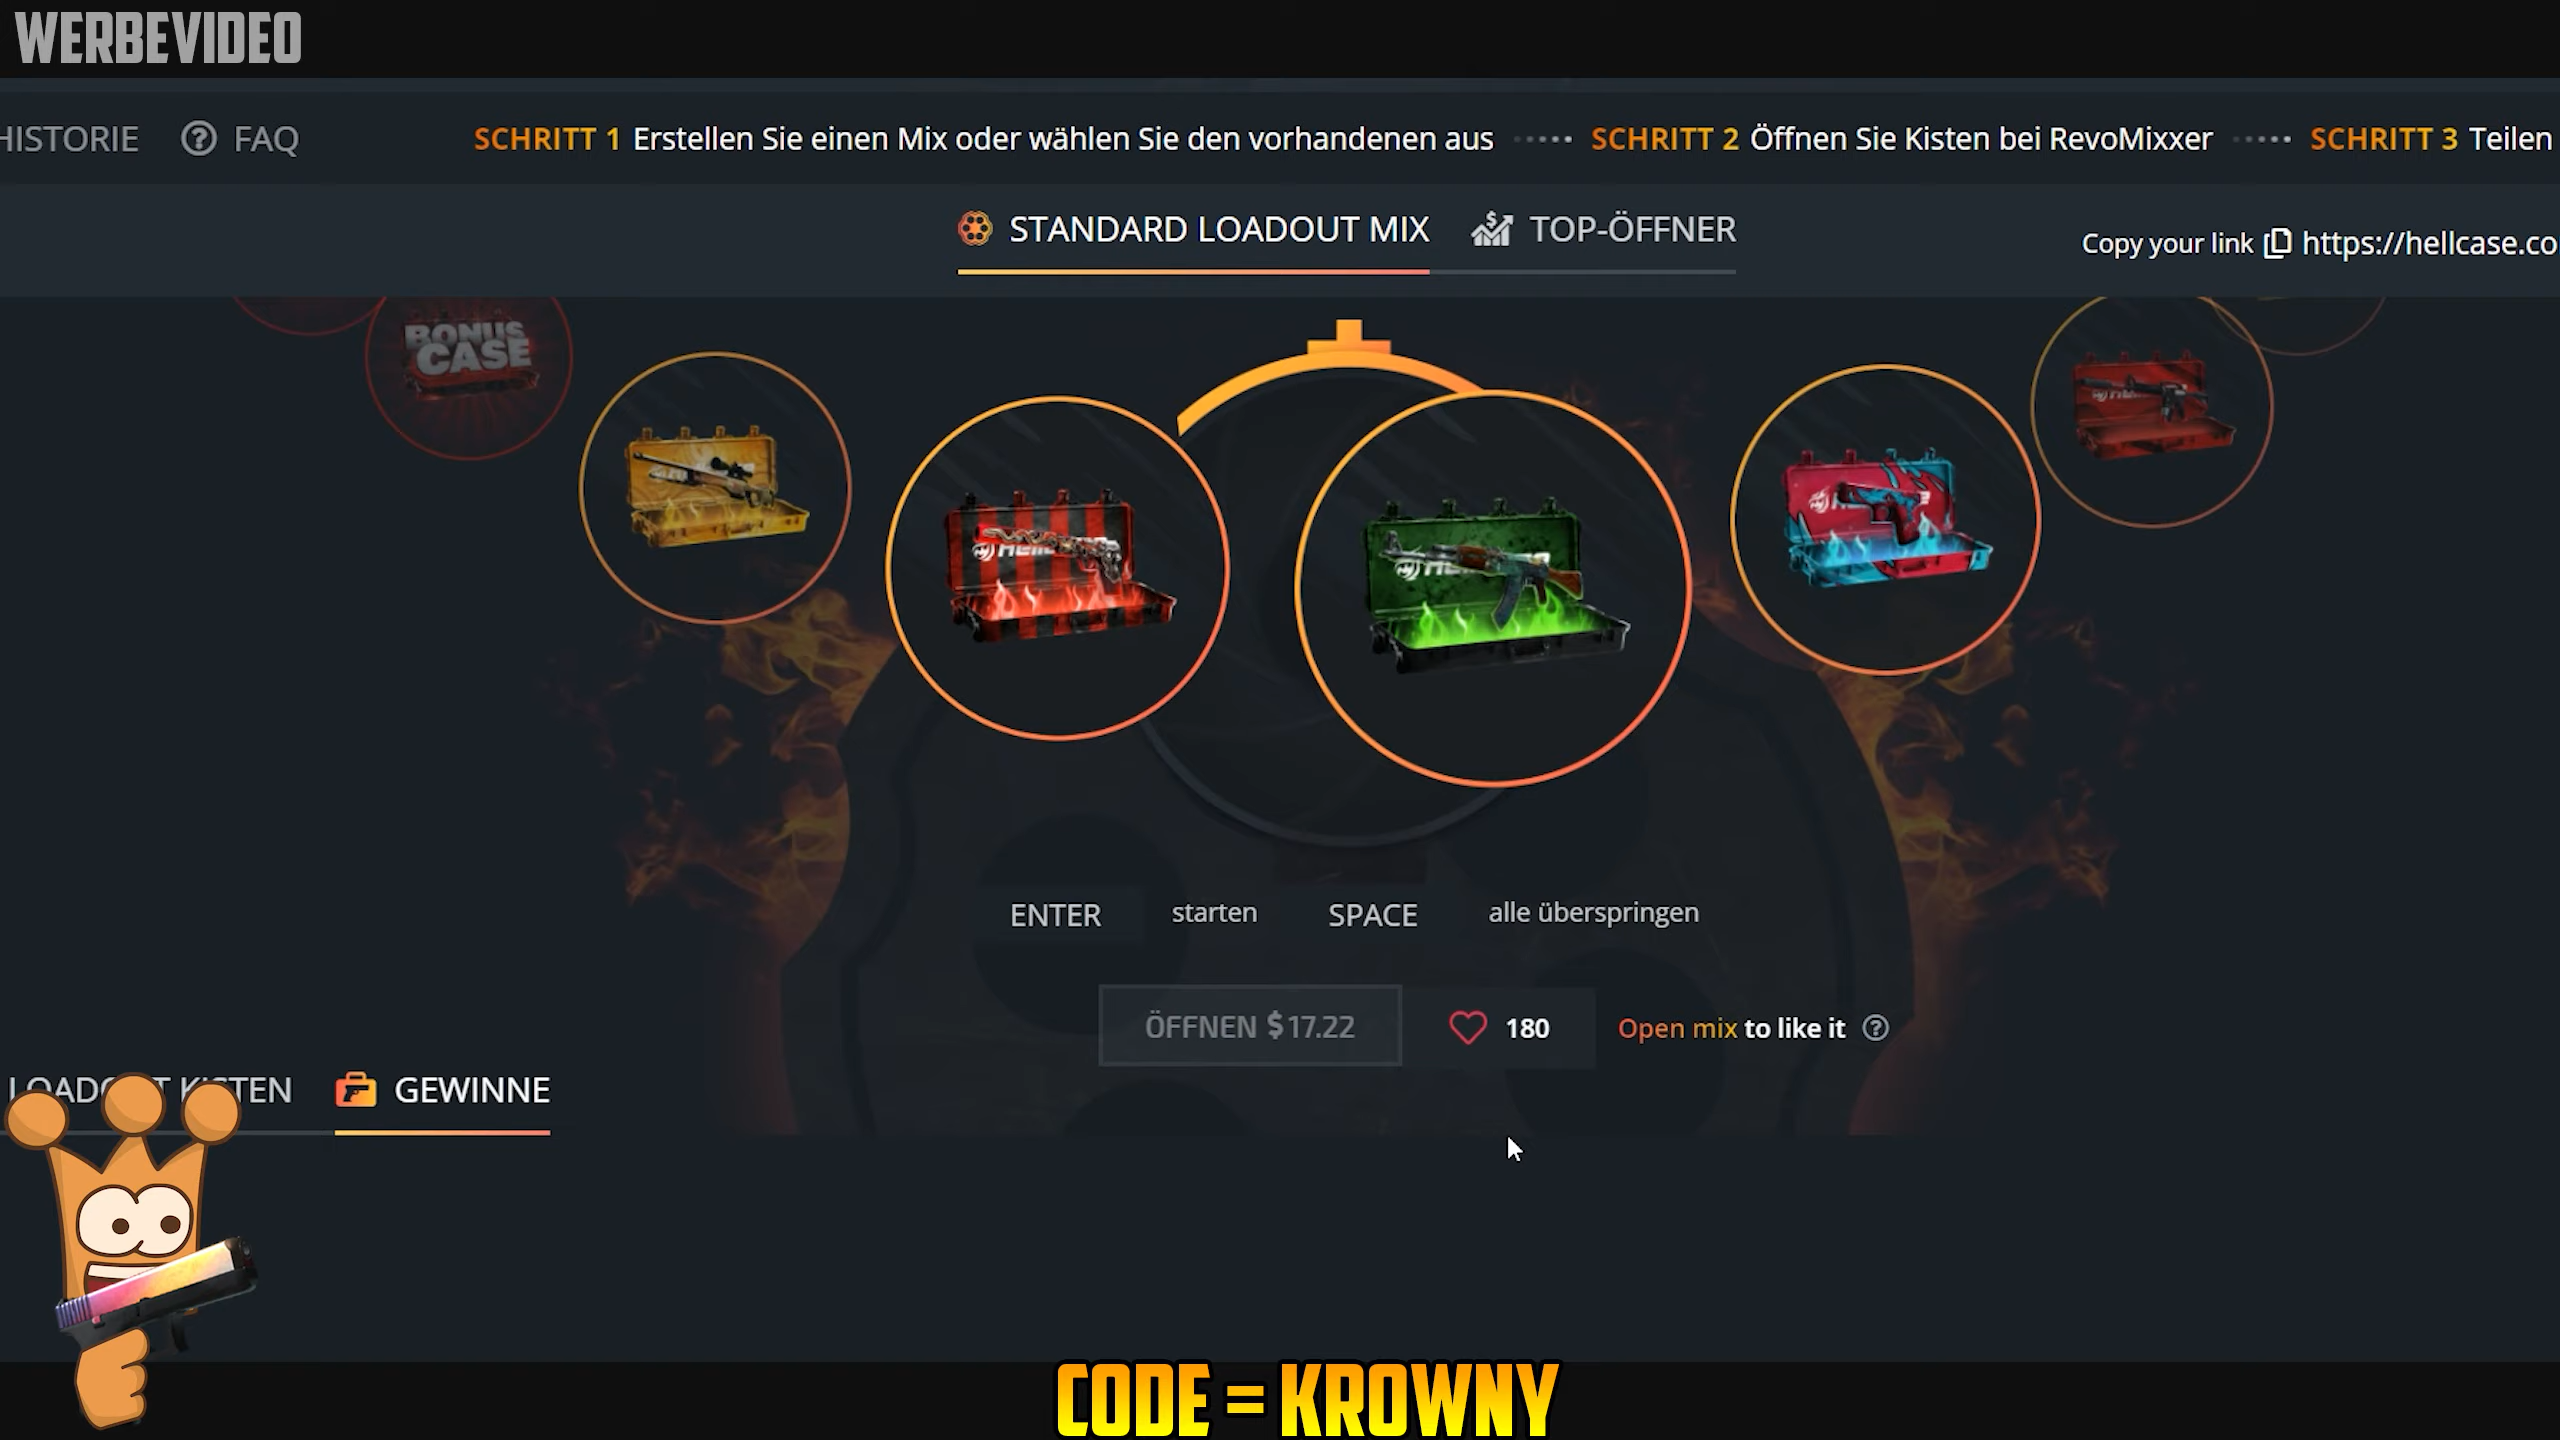 WERBEVIDEO
HISTORIE FAQ SCHRITT 1 Erstellen Sie einen Mix oder wählen Sie den vorhandenen aus SCHRITT 2 Öffnen Sie Kisten bei RevoMixxer SCHRITT 3 Teilen
STANDARD LOADOUT MIX TOP-ÖFFNER
Copy your link https://hellcase.co
BONUS
CASE
ENTER starten SPACE alle überspringen
ÖFFNEN $17.22 180 Open mix to like it ?
LOADOUT KISTEN GEWINNE
CODE = KROWNY